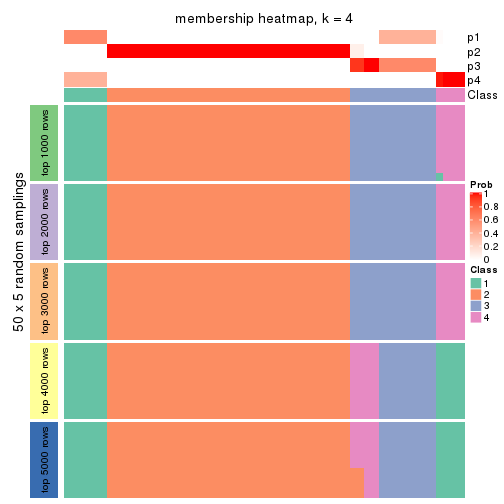 membership heatmap, k = 4
p1
p2
p3
p4
Class
50 x 5 random samplings
top 1000 rows
top 2000 rows
top 3000 rows
top 4000 rows
top 5000 rows
Prob
1
0.8
0.6
0.4
0.2
0
Class
1
2
3
4